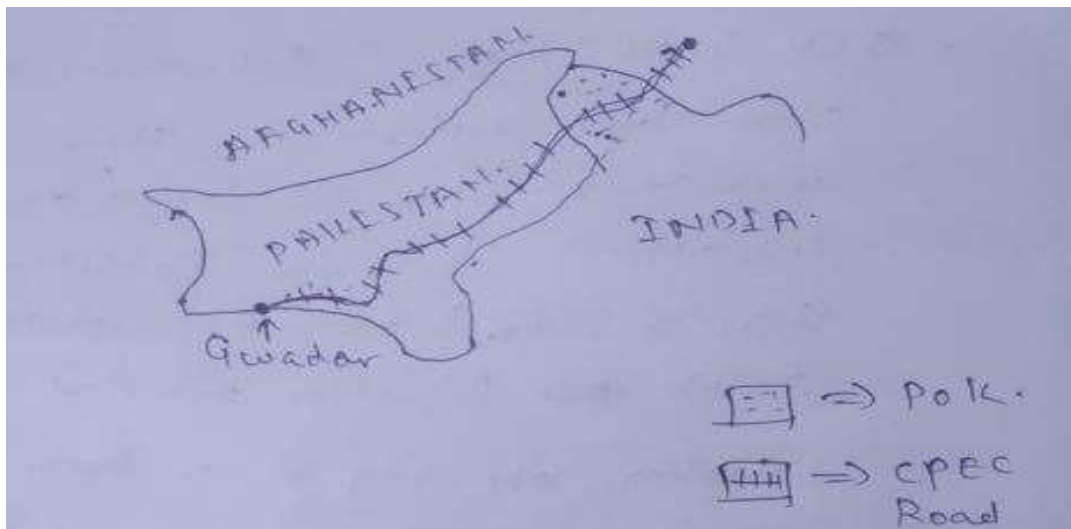 AFGHANISTAN.
PAKISTAN.
INDIA.
Gwadar
=> POK.
=> CPEC
Road